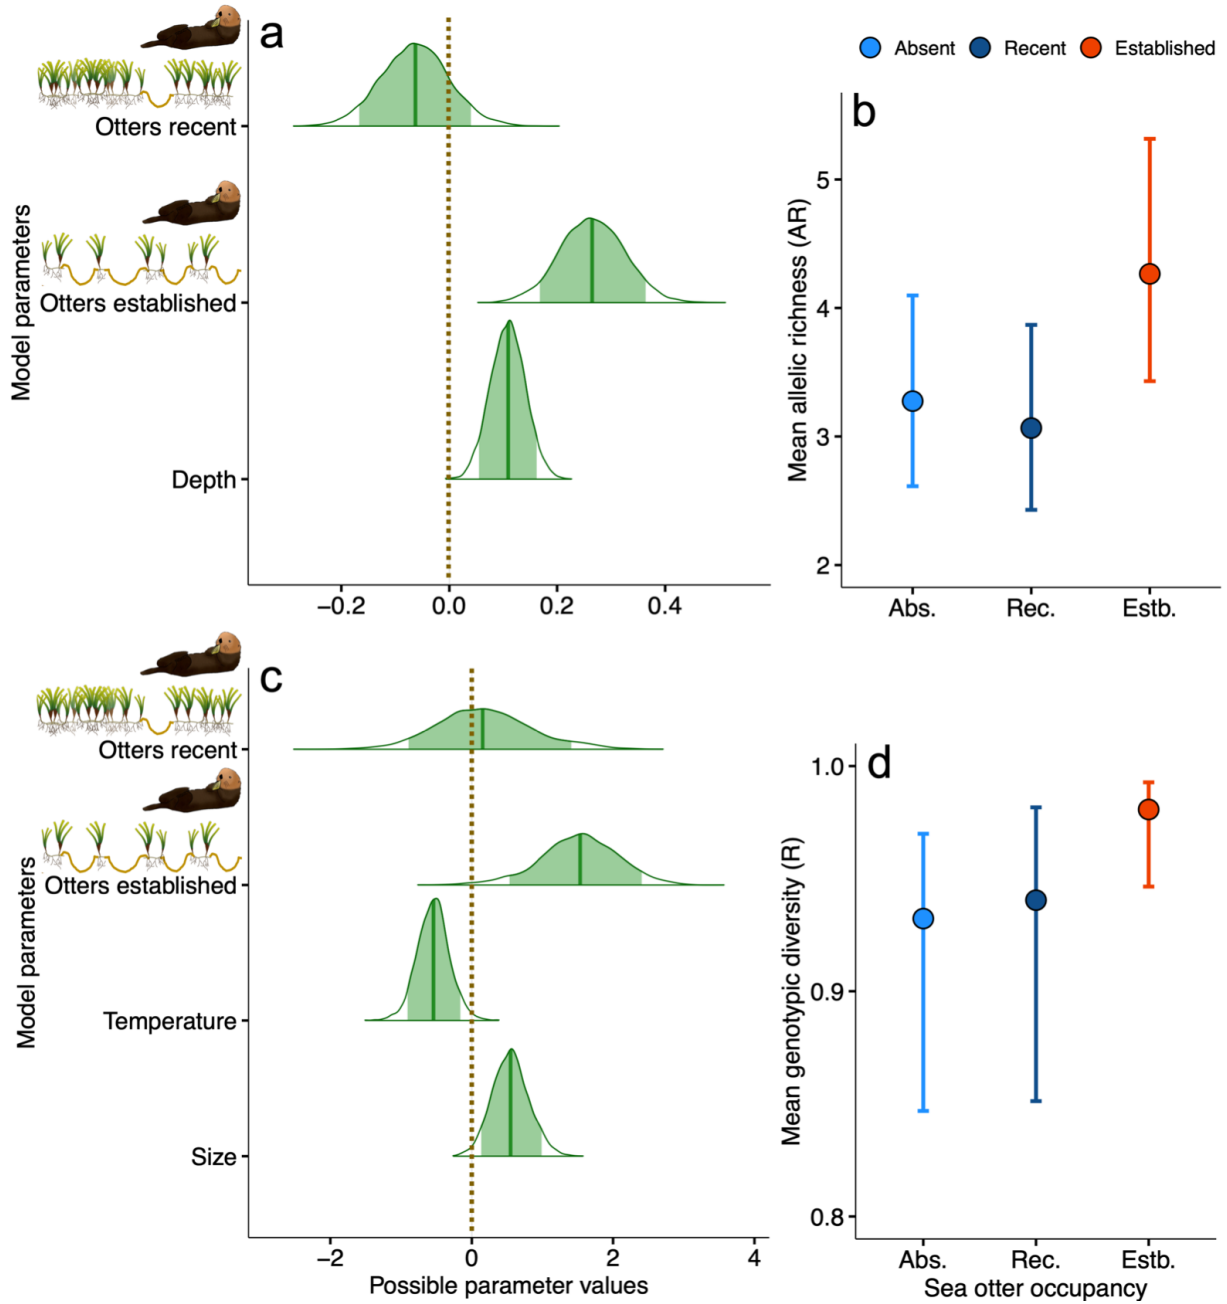 a
Otters recent
Otters established
Depth
Model parameters
−0.2 0.0 0.2 0.4
Absent Recent Established
b
Mean allelic richness (AR)
5
4
3
2
Abs. Rec. Estb.
c
Otters recent
Otters established
Temperature
Size
Model parameters
−2 0 2 4
Possible parameter values
d
Mean genotypic diversity (R)
1.0
0.9
0.8
Abs. Rec. Estb.
Sea otter occupancy